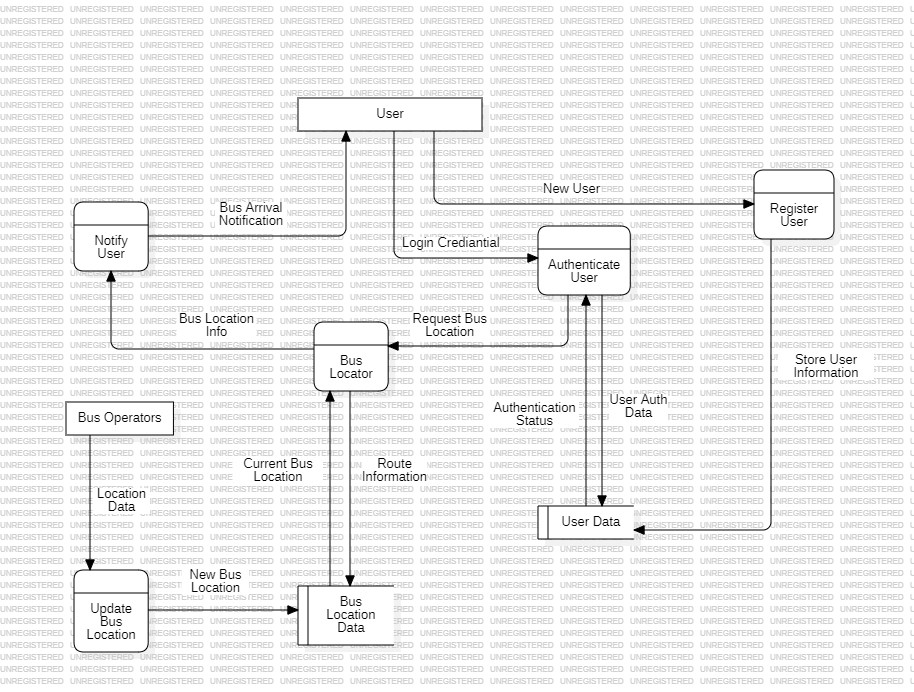 User
New User
Register
User
Bus Arrival
Notification
Notify
User
Login Crediantial
Authenticate
User
Bus Location
Info
Request Bus
Location
Bus
Locator
Store User
Information
Bus Operators
Authentication
Status
User Auth
Data
Current Bus
Location
Route
Information
Location
Data
User Data
New Bus
Location
Update
Bus
Location
Bus
Location
Data
UNREGISTERED